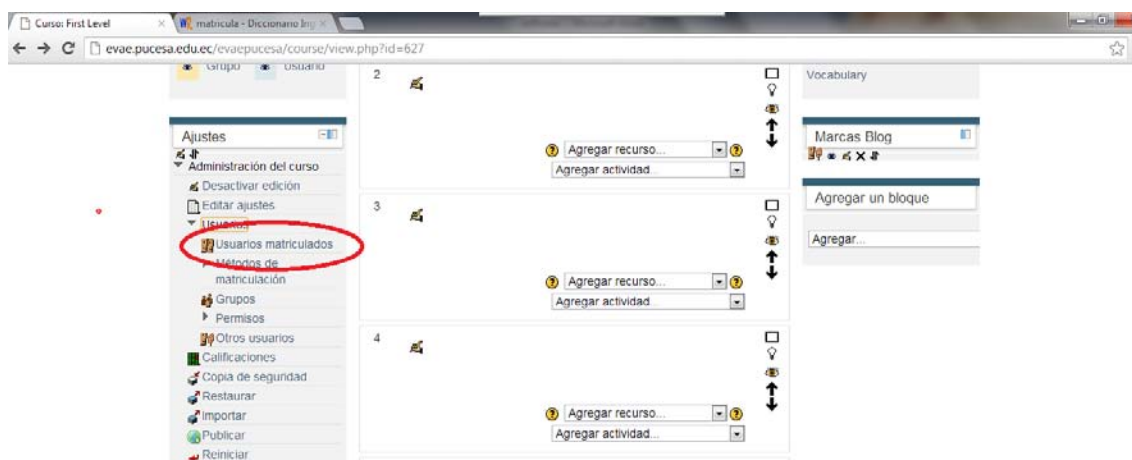 Curso: First Level
matricula - Diccionario Ing
evae.pucesa.edu.ec/evaepucesa/course/view.php?id=627
Grupo Usuario
Ajustes
Administración del curso
Desactivar edición
Editar ajustes
Usuarios
Usuarios matriculados
Métodos de
matriculación
Grupos
Permisos
Otros usuarios
Calificaciones
Copia de seguridad
Restaurar
Importar
Publicar
Reiniciar
2
Agregar recurso...
Agregar actividad...
3
Agregar recurso...
Agregar actividad...
4
Agregar recurso...
Agregar actividad...
Vocabulary
Marcas Blog
Agregar un bloque
Agregar...